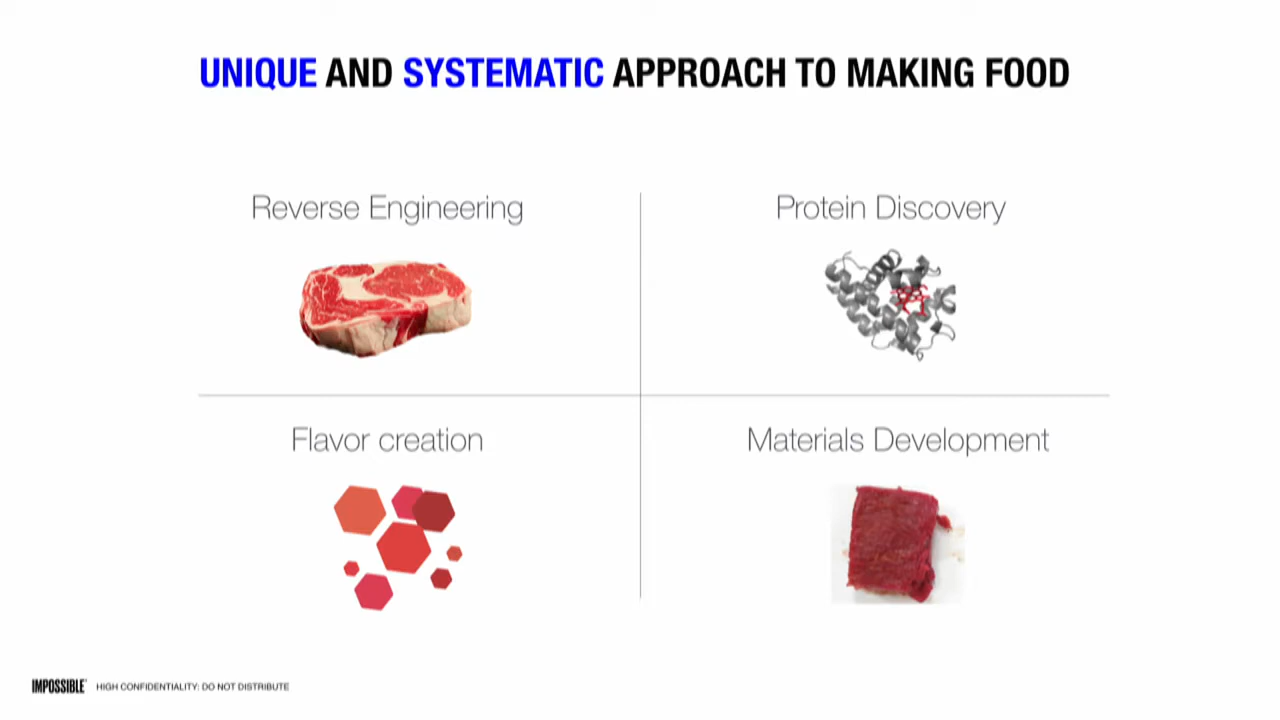 UNIQUE AND SYSTEMATIC APPROACH TO MAKING FOOD
Reverse Engineering
Protein Discovery
Flavor creation
Materials Development
IMPOSSIBLE HIGH CONFIDENTIALITY: DO NOT DISTRIBUTE